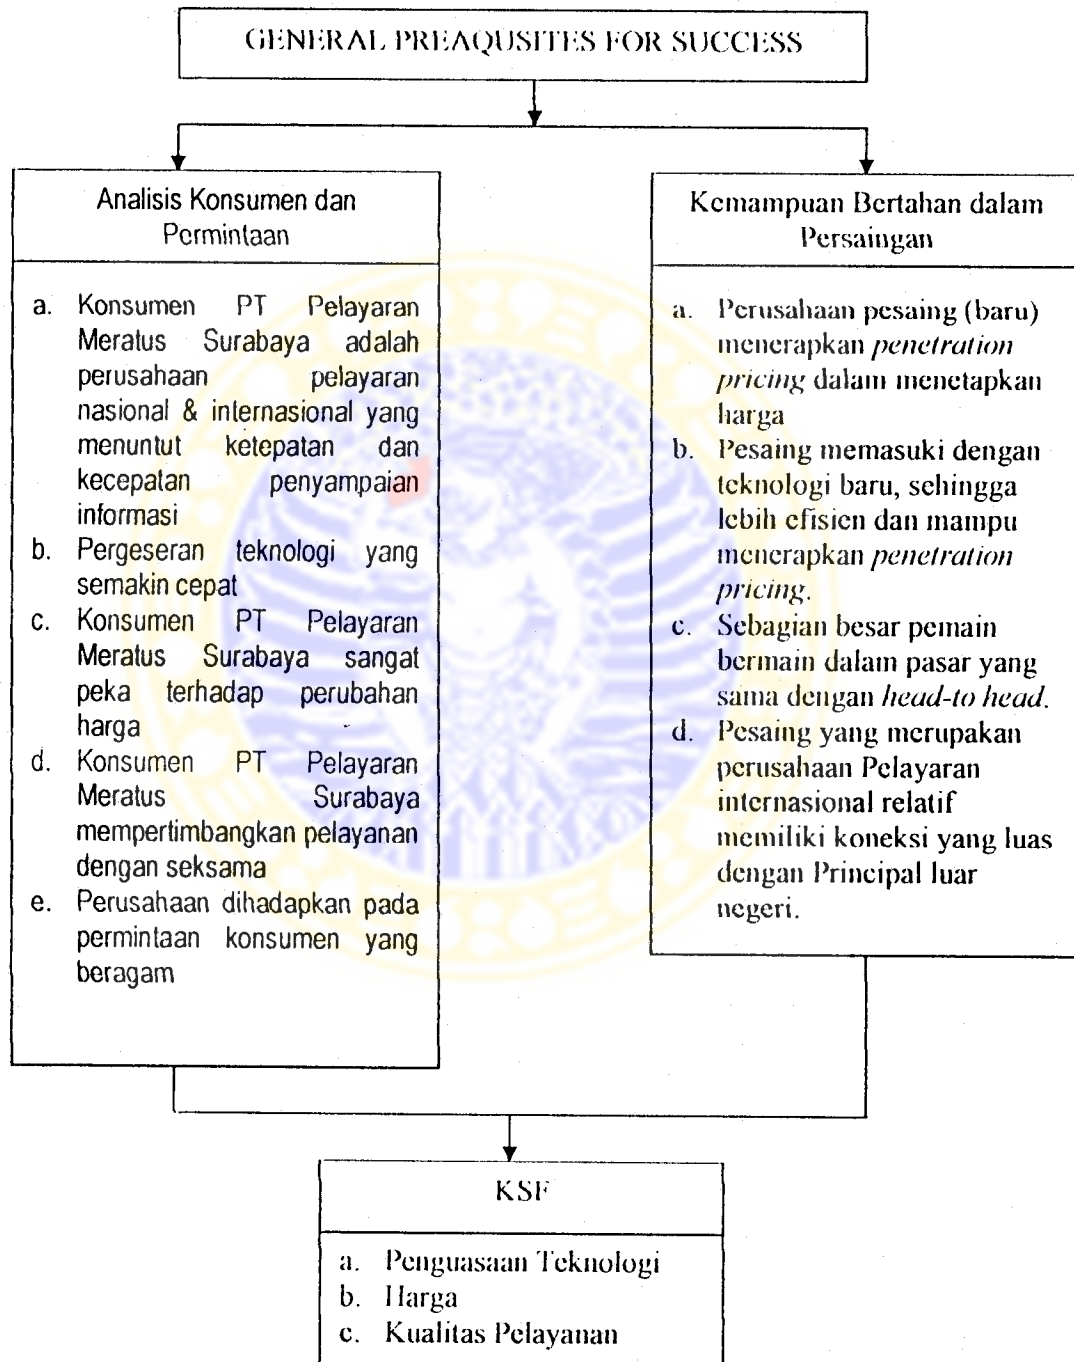 GENERAL PREAQUSITES FOR SUCCESS
Analisis Konsumen dan
Permintaan
a. Konsumen PT Pelayaran
Meratus Surabaya adalah
perusahaan pelayaran
nasional & internasional yang
menuntut ketepatan dan
kecepatan penyampaian
informasi
b. Pergeseran teknologi yang
semakin cepat
c. Konsumen PT Pelayaran
Meratus Surabaya sangat
peka terhadap perubahan
harga
d. Konsumen PT Pelayaran
Meratus Surabaya
mempertimbangkan pelayanan
dengan seksama
e. Perusahaan dihadapkan pada
permintaan konsumen yang
beragam
Kemampuan Bertahan dalam
Persaingan
a. Perusahaan pesaing (baru)
menerapkan penetration
pricing dalam menetapkan
harga
b. Pesaing memasuki dengan
teknologi baru, sehingga
lebih efisien dan mampu
menerapkan penetration
pricing.
c. Sebagian besar pemain
bermain dalam pasar yang
sama dengan head-to head.
d. Pesaing yang merupakan
perusahaan Pelayaran
internasional relatif
memiliki koneksi yang luas
dengan Principal luar
negeri.
KSF
a. Penguasaan Teknologi
b. Harga
c. Kualitas Pelayanan